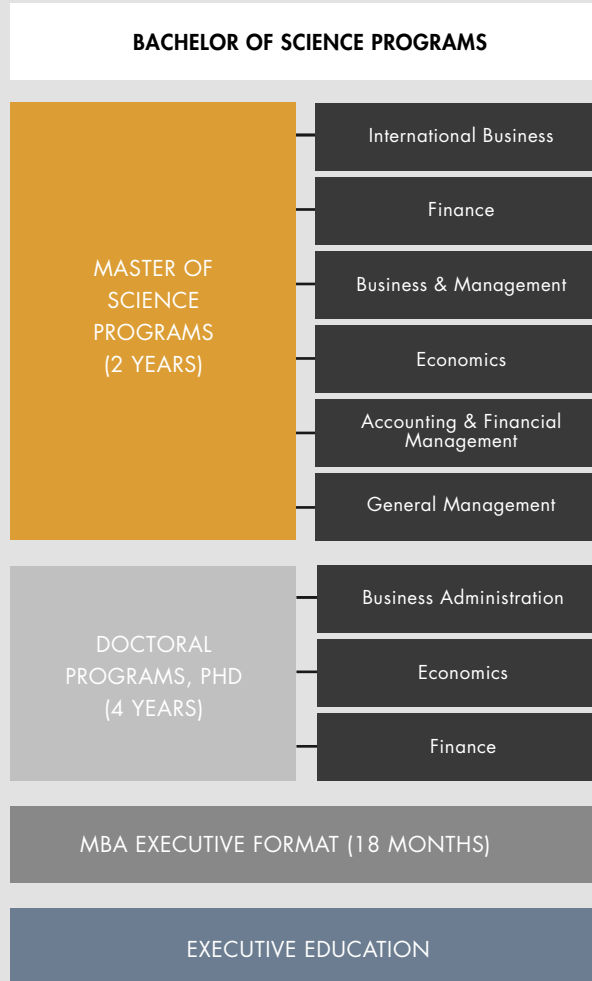 BACHELOR OF SCIENCE PROGRAMS
MASTER OF
SCIENCE
PROGRAMS
(2 YEARS)
International Business
Finance
Business & Management
Economics
Accounting & Financial
Management
General Management
DOCTORAL
PROGRAMS, PHD
(4 YEARS)
Business Administration
Economics
Finance
MBA EXECUTIVE FORMAT (18 MONTHS)
EXECUTIVE EDUCATION